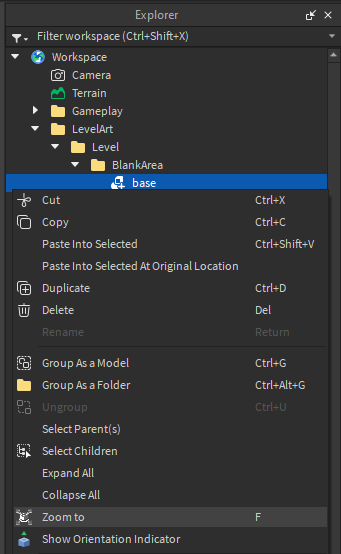 Explorer
Filter workspace (Ctrl+Shift+X)
Workspace
Camera
Terrain
Gameplay
LevelArt
Level
BlankArea
base
Cut Ctrl+X
Copy Ctrl+C
Paste Into Selected Ctrl+Shift+V
Paste Into Selected At Original Location
Duplicate Ctrl+D
Delete Del
Rename Return
Group As a Model Ctrl+G
Group As a Folder Ctrl+Alt+G
Ungroup Ctrl+U
Select Parent(s)
Select Children
Expand All
Collapse All
Zoom to F
Show Orientation Indicator